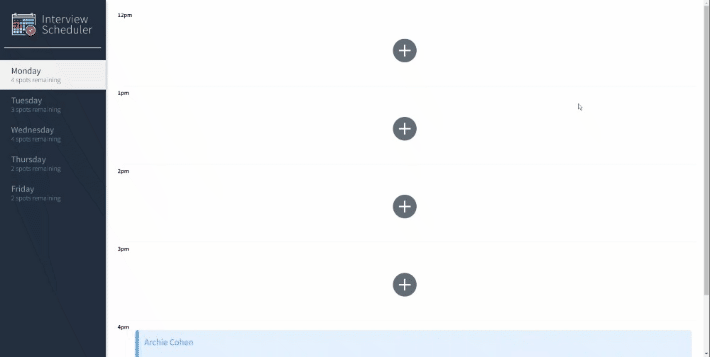 Interview
Scheduler
Monday
4 spots remaining
Tuesday
3 spots remaining
Wednesday
4 spots remaining
Thursday
2 spots remaining
Friday
2 spots remaining
12pm
1pm
2pm
3pm
4pm
Archie Cohen